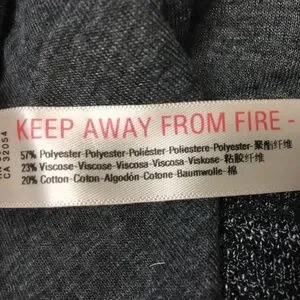 KEEP AWAY FROM FIRE -
57% Polyester-Polyester-Poliéster-Poliestere-Polyester-聚酯纤维
23% Viscose-Viscose-Viscosa-Viscosa-Viskose-粘胶纤维
20% Cotton-Coton-Algodón-Cotone-Baumwolle-棉
CA 32054